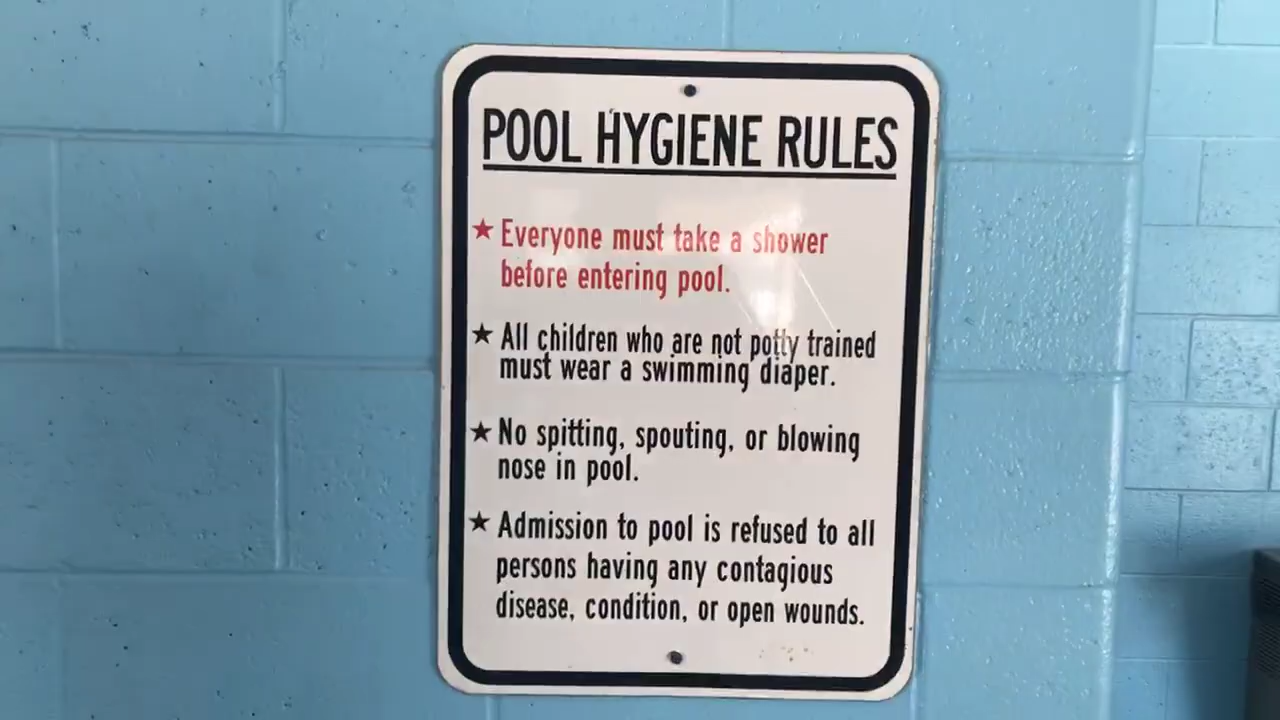 POOL HYGIENE RULES
★ Everyone must take a shower
before entering pool.
★ All children who are not potty trained
must wear a swimming diaper.
★ No spitting, spouting, or blowing
nose in pool.
★ Admission to pool is refused to all
persons having any contagious
disease, condition, or open wounds.